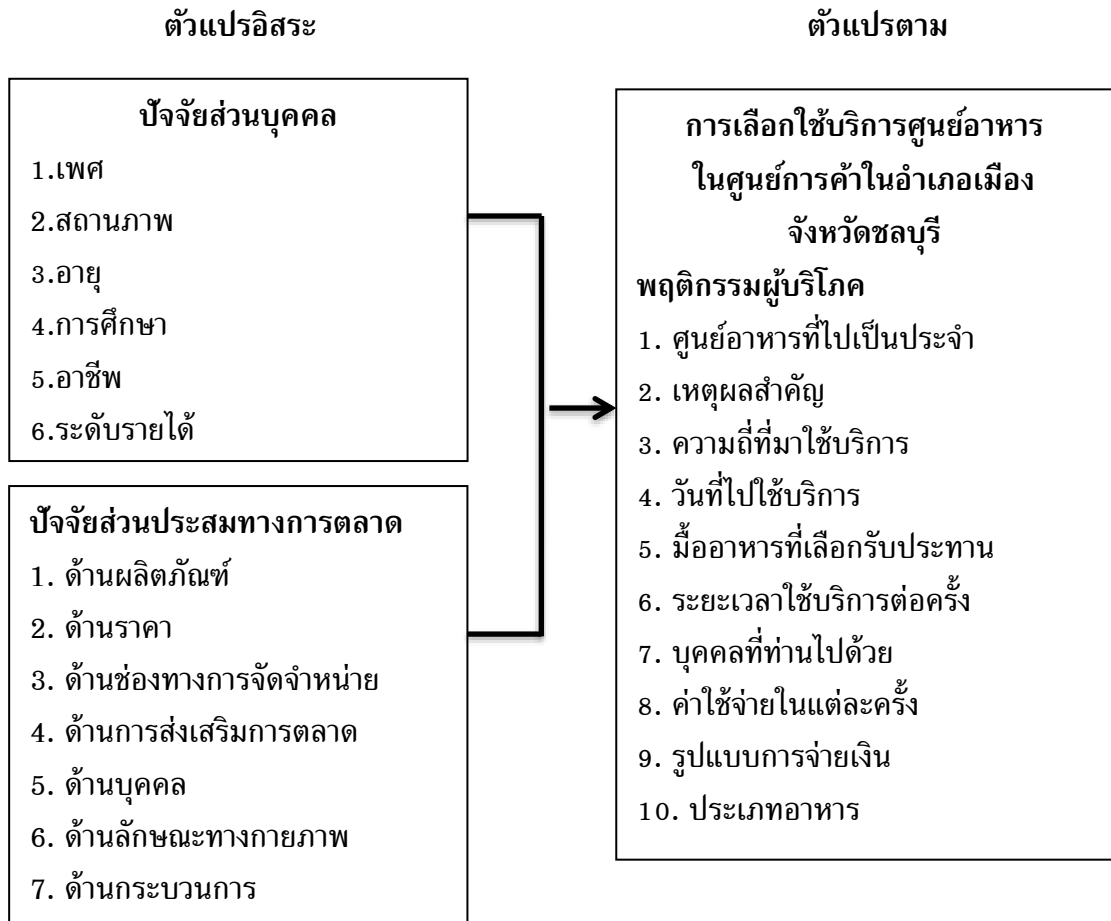 ตัวแปรอิสระ
ปัจจัยส่วนบุคคล
1.เพศ
2.สถานภาพ
3.อายุ
4.การศึกษา
5.อาชีพ
6.ระดับรายได้
ปัจจัยส่วนประสมทางการตลาด
1. ด้านผลิตภัณฑ์
2. ด้านราคา
3. ด้านช่องทางการจัดจำหน่าย
4. ด้านการส่งเสริมการตลาด
5. ด้านบุคคล
6. ด้านลักษณะทางกายภาพ
7. ด้านกระบวนการ
ตัวแปรตาม
การเลือกใช้บริการศูนย์อาหาร
ในศูนย์การค้าในอำเภอเมือง
จังหวัดชลบุรี
พฤติกรรมผู้บริโภค
1. ศูนย์อาหารที่ไปเป็นประจำ
2. เหตุผลสำคัญ
3. ความถี่ที่มาใช้บริการ
4. วันที่ไปใช้บริการ
5. มื้ออาหารที่เลือกรับประทาน
6. ระยะเวลาใช้บริการต่อครั้ง
7. บุคคลที่ท่านไปด้วย
8. ค่าใช้จ่ายในแต่ละครั้ง
9. รูปแบบการจ่ายเงิน
10. ประเภทอาหาร